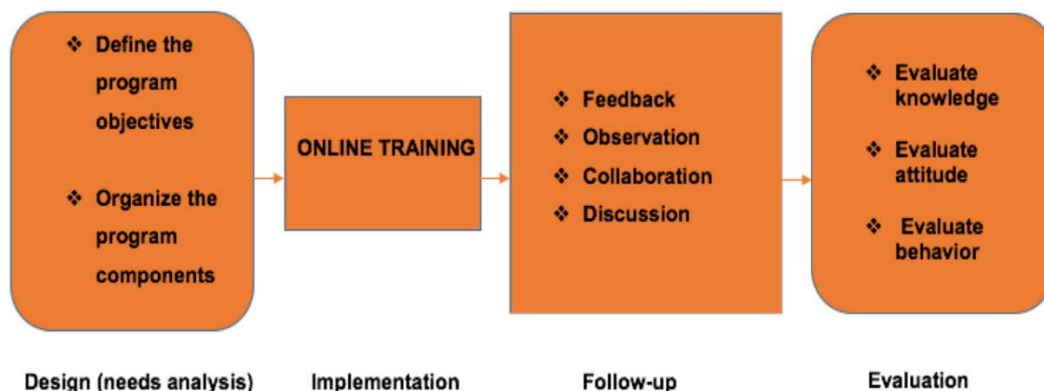 ❖ Define the
program
objectives
❖ Organize the
program
components
ONLINE TRAINING
❖ Feedback
❖ Observation
❖ Collaboration
❖ Discussion
❖ Evaluate
knowledge
❖ Evaluate
attitude
❖ Evaluate
behavior
Design (needs analysis)
Implementation
Follow-up
Evaluation